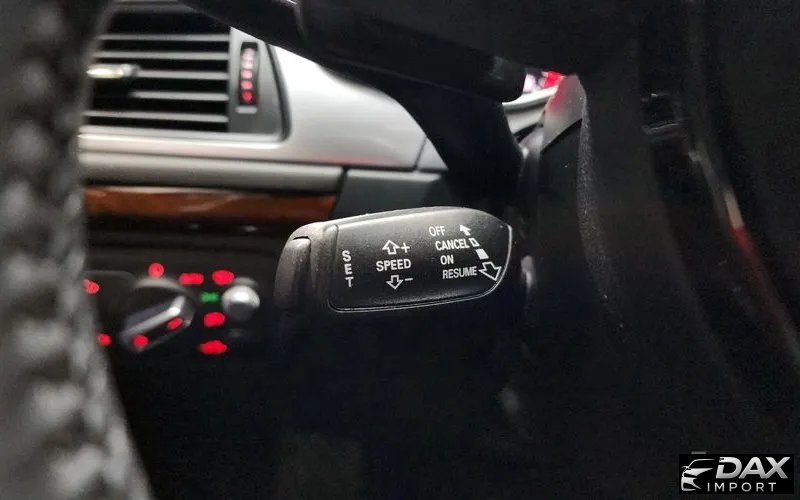 SET
+
SPEED
−
OFF
CANCEL
ON
RESUME
DAX
IMPORT